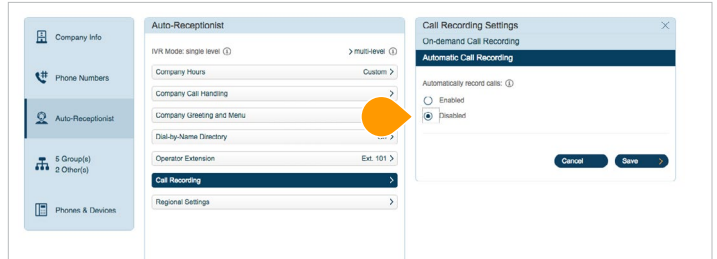 Company Info
Phone Numbers
Auto-Receptionist
5 Group(s)
2 Other(s)
Phones & Devices
Auto-Receptionist
IVR Mode: single level
> multi-level
Company Hours
Custom >
Company Call Handling
>
Company Greeting and Menu
Dial-by-Name Directory
>
Operator Extension
Ext. 101 >
Call Recording
>
Regional Settings
>
Call Recording Settings
On-demand Call Recording
Automatic Call Recording
Automatically record calls:
Enabled
Disabled
Cancel
Save >